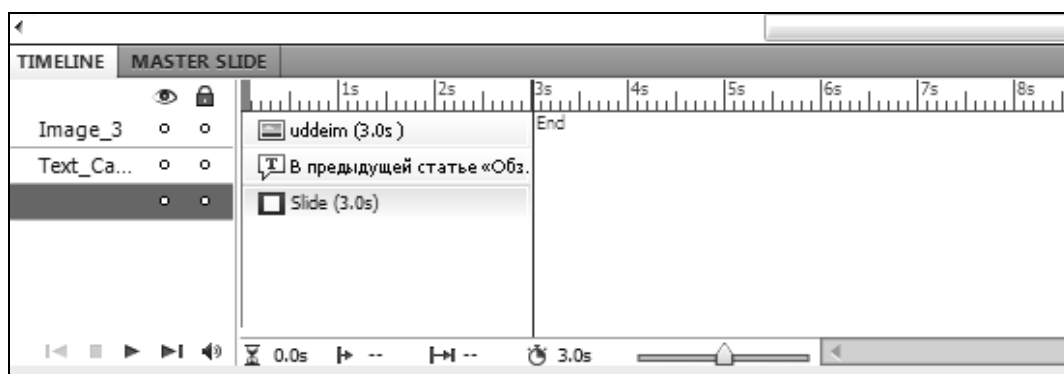 TIMELINE MASTER SLIDE
1s 2s 3s 4s 5s 6s 7s 8s
Image_3 uddeim (3.0s ) End
Text_Ca... В предыдущей статье «Обз.
Slide (3.0s)
0.0s -- -- 3.0s